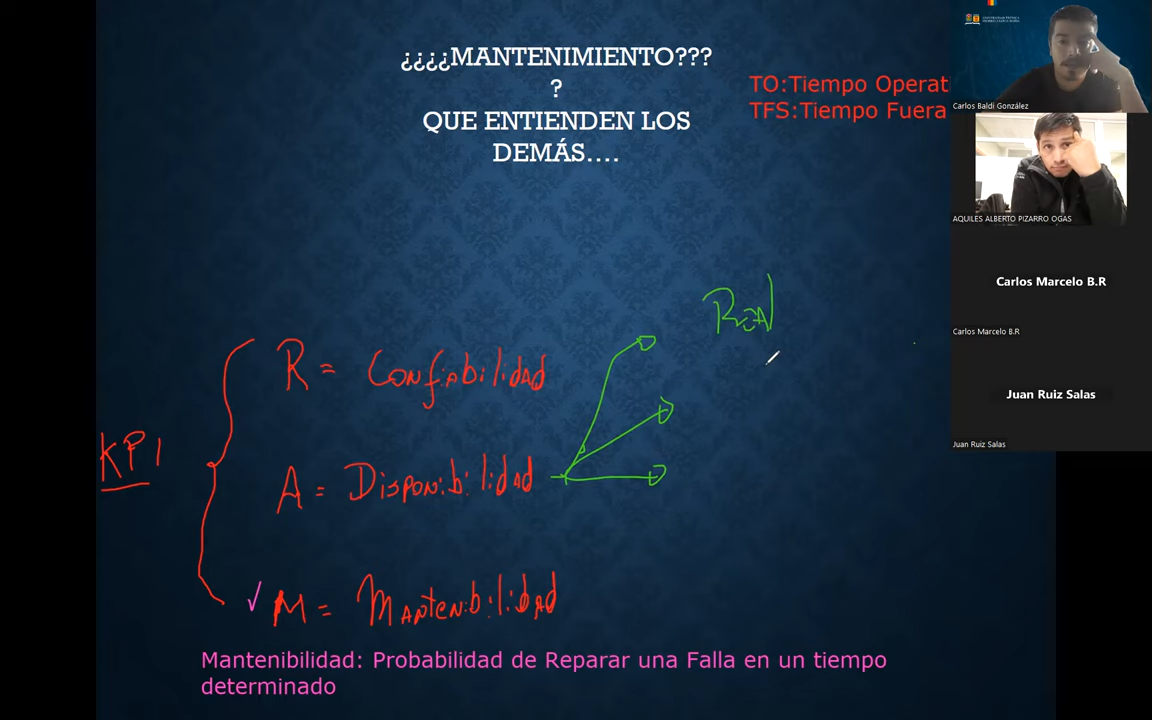 ¿¿¿¿MANTENIMIENTO???
?
QUE ENTIENDEN LOS
DEMÁS....
TO:Tiempo Operat
TFS:Tiempo Fuera
Carlos Baldi González
AQUILES ALBERTO PIZARRO OGAS
Carlos Marcelo B.R
Carlos Marcelo B.R
Juan Ruiz Salas
Juan Ruiz Salas
Real
KPI
R = Confiabilidad
A = Disponibilidad
✓ M = Mantenibilidad
Mantenibilidad: Probabilidad de Reparar una Falla en un tiempo
determinado